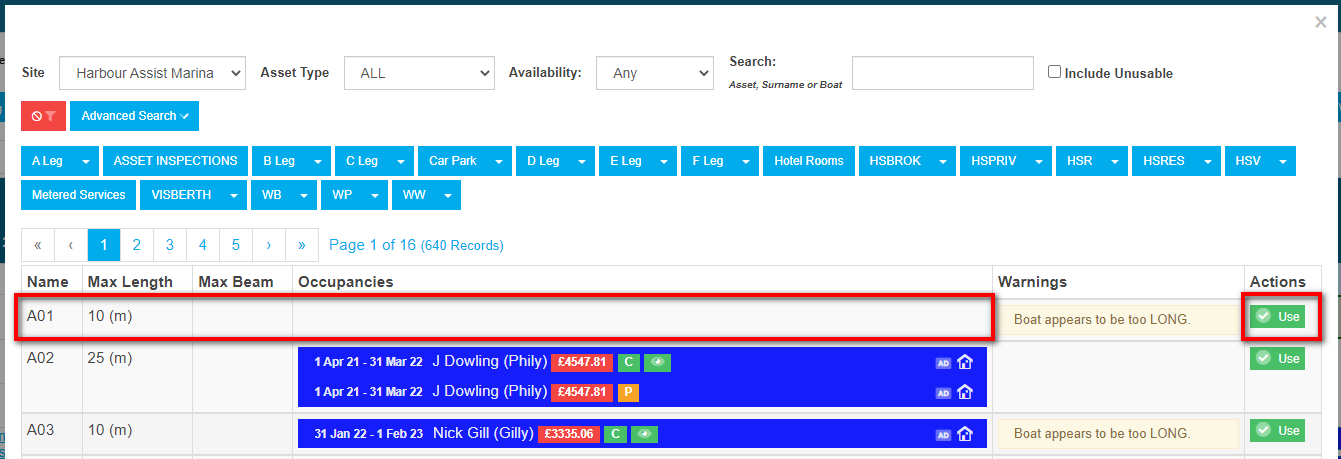 ×
Site Harbour Assist Marina Asset Type ALL Availability: Any Search: Include Unusable
Asset, Surname or Boat
Advanced Search
A Leg ASSET INSPECTIONS B Leg C Leg Car Park D Leg E Leg F Leg Hotel Rooms HSBROK HSPRIV HSR HSRES HSV
Metered Services VISBERTH WB WP WW
« ‹ 1 2 3 4 5 › » Page 1 of 16 (640 Records)
Name Max Length Max Beam Occupancies Warnings Actions
A01 10 (m) Boat appears to be too LONG. Use
A02 25 (m) 1 Apr 21 - 31 Mar 22 J Dowling (Phily) £4547.81 C AD Use
1 Apr 21 - 31 Mar 22 J Dowling (Phily) £4547.81 P AD
A03 10 (m) 31 Jan 22 - 1 Feb 23 Nick Gill (Gilly) £3335.06 C AD Boat appears to be too LONG. Use